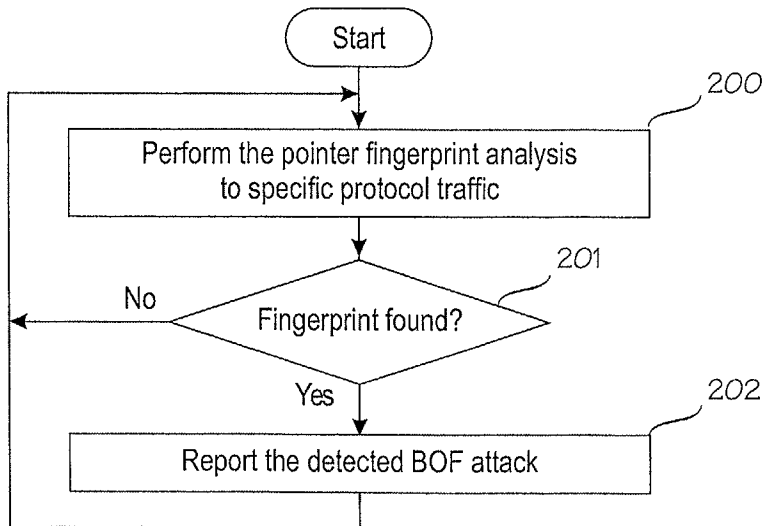 Start
200
Perform the pointer fingerprint analysis
to specific protocol traffic
201
No
Fingerprint found?
Yes
202
Report the detected BOF attack